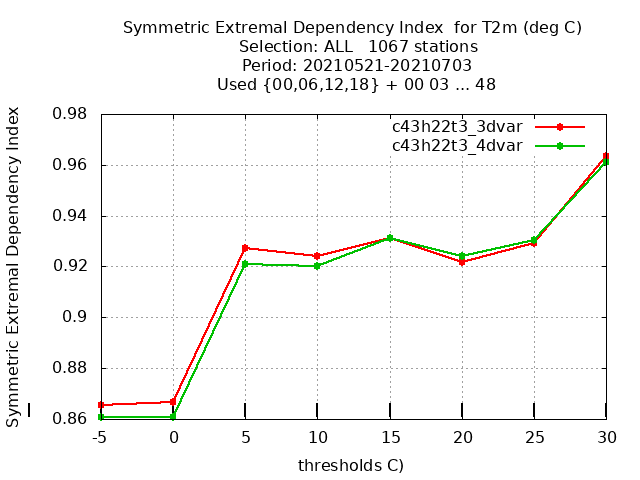 Symmetric Extremal Dependency Index  for T2m (deg C)
Selection: ALL   1067 stations
Period: 20210521-20210703
Used {00,06,12,18} + 00 03 ... 48
c43h22t3_3dvar
c43h22t3_4dvar
Symmetric Extremal Dependency Index
0.98
0.96
0.94
0.92
0.9
0.88
0.86
-5 0 5 10 15 20 25 30
thresholds C)